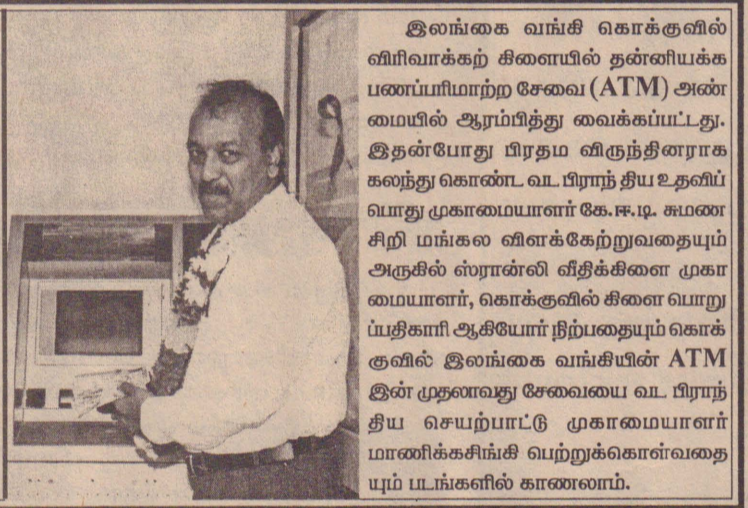 இலங்கை வங்கி கொக்குவில்
விரிவாக்கற் கிளையில் தன்னியக்க
பணப்பரிமாற்ற சேவை (ATM) அண்
மையில் ஆரம்பித்து வைக்கப்பட்டது.
இதன்போது பிரதம விருந்தினராக
கலந்து கொண்ட வட பிராந் திய உதவிப்
பொது முகாமையாளர் கே.ஈ.டி. சுமண
சிறி மங்கல விளக்கேற்றுவதையும்
அருகில் ஸ்ரான்லி வீதிக்கிளை முகா
மையாளர், கொக்குவில் கிளை பொறு
ப்பதிகாரி ஆகியோர் நிற்பதையும் கொக்
குவில் இலங்கை வங்கியின் ATM
இன் முதலாவது சேவையை வட பிராந்
திய செயற்பாட்டு முகாமையாளர்
மாணிக்கசிங்கி பெற்றுக்கொள்வதை
யும் படங்களில் காணலாம்.